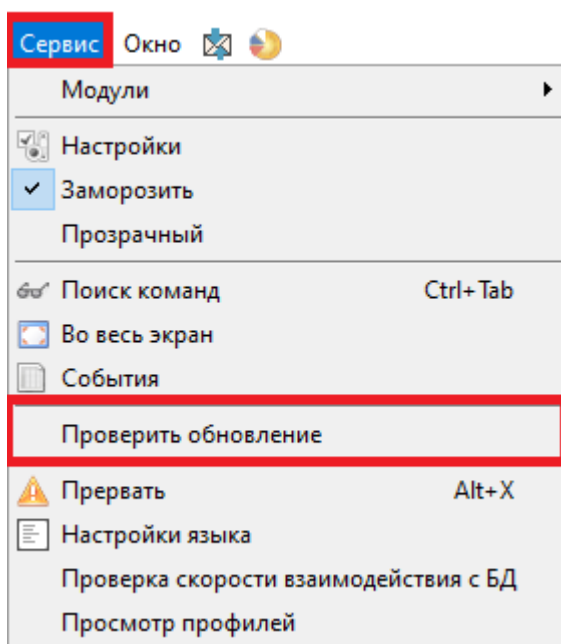 Сервис Окно
Модули
Настройки
Заморозить
Прозрачный
Поиск команд Ctrl+Tab
Во весь экран
События
Проверить обновление
Прервать Alt+X
Настройки языка
Проверка скорости взаимодействия с БД
Просмотр профилей